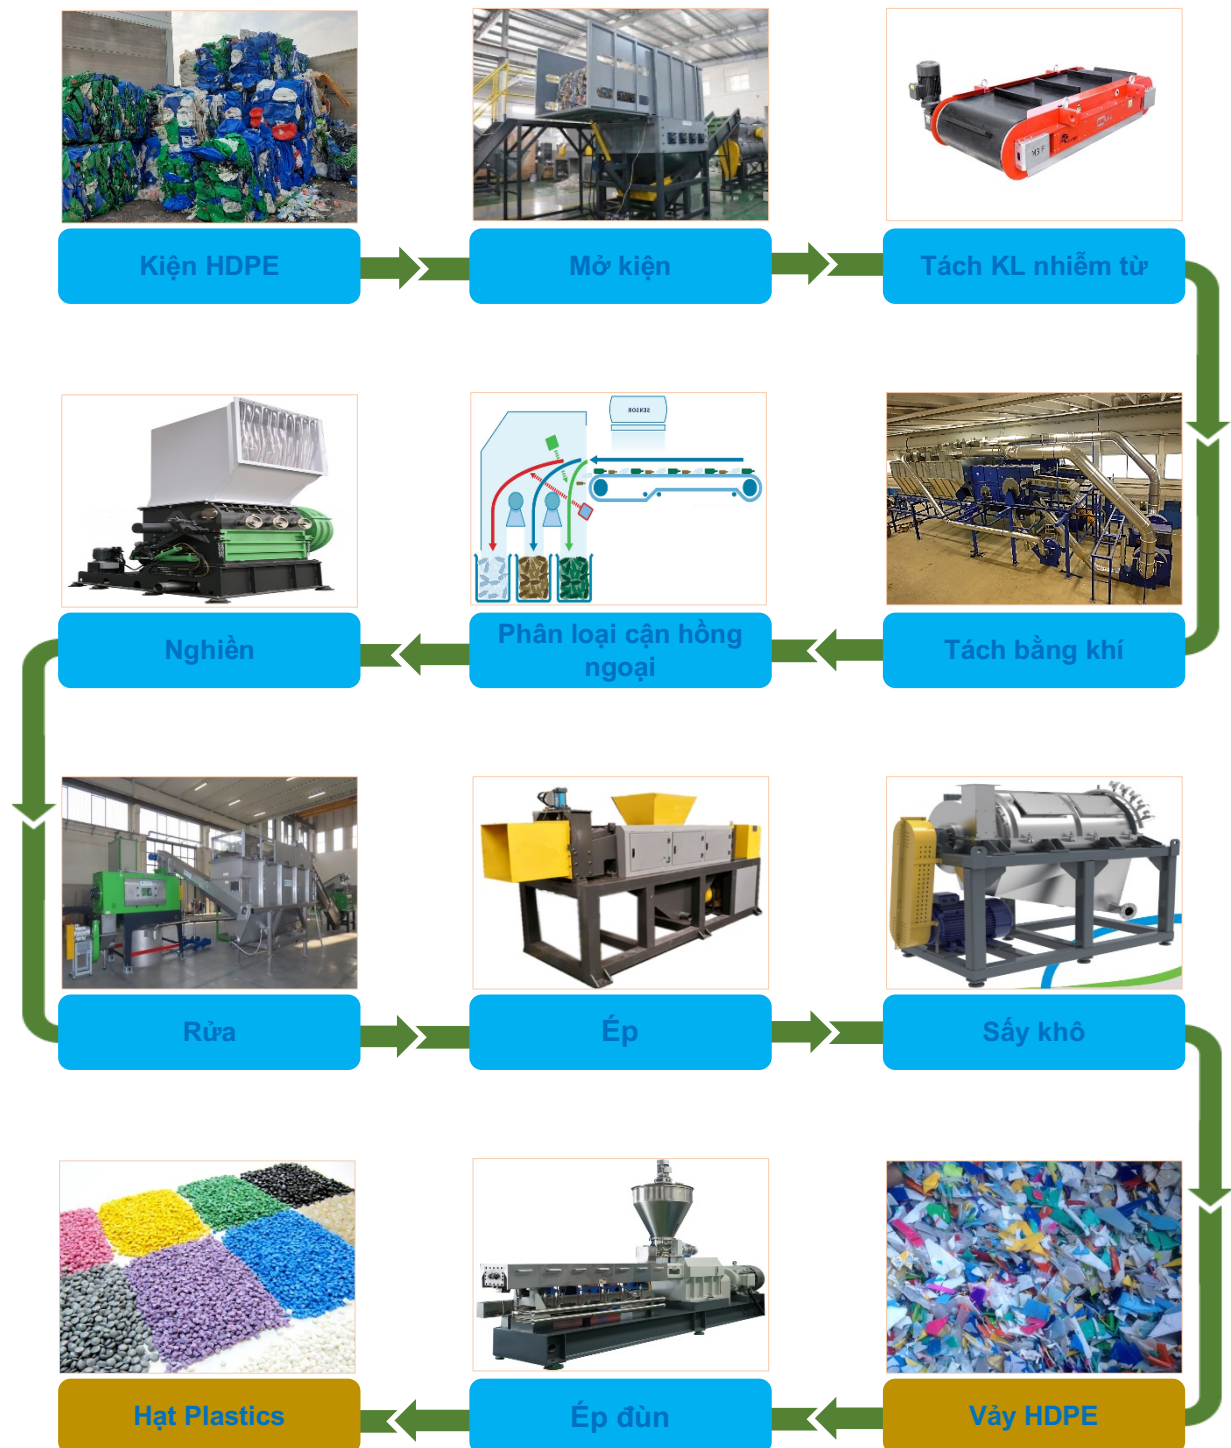 Kiện HDPE
Mở kiện
Tách KL nhiễm từ
SENSOR
Nghiền
Phân loại cận hồng
ngoại
Tách bằng khí
Rửa
Ép
Sấy khô
Hạt Plastics
Ép đùn
Vảy HDPE